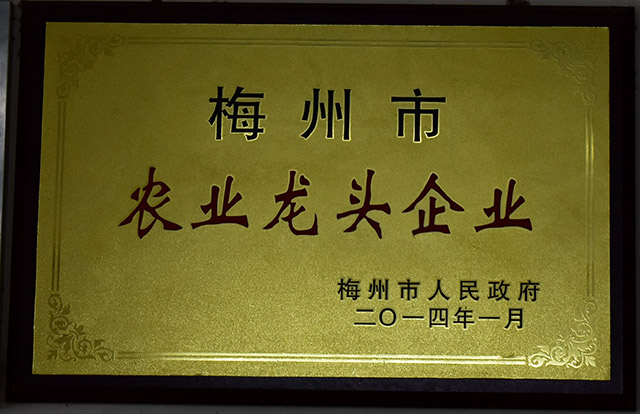 梅州市
农业龙头企业
梅州市人民政府
二〇一四年一月